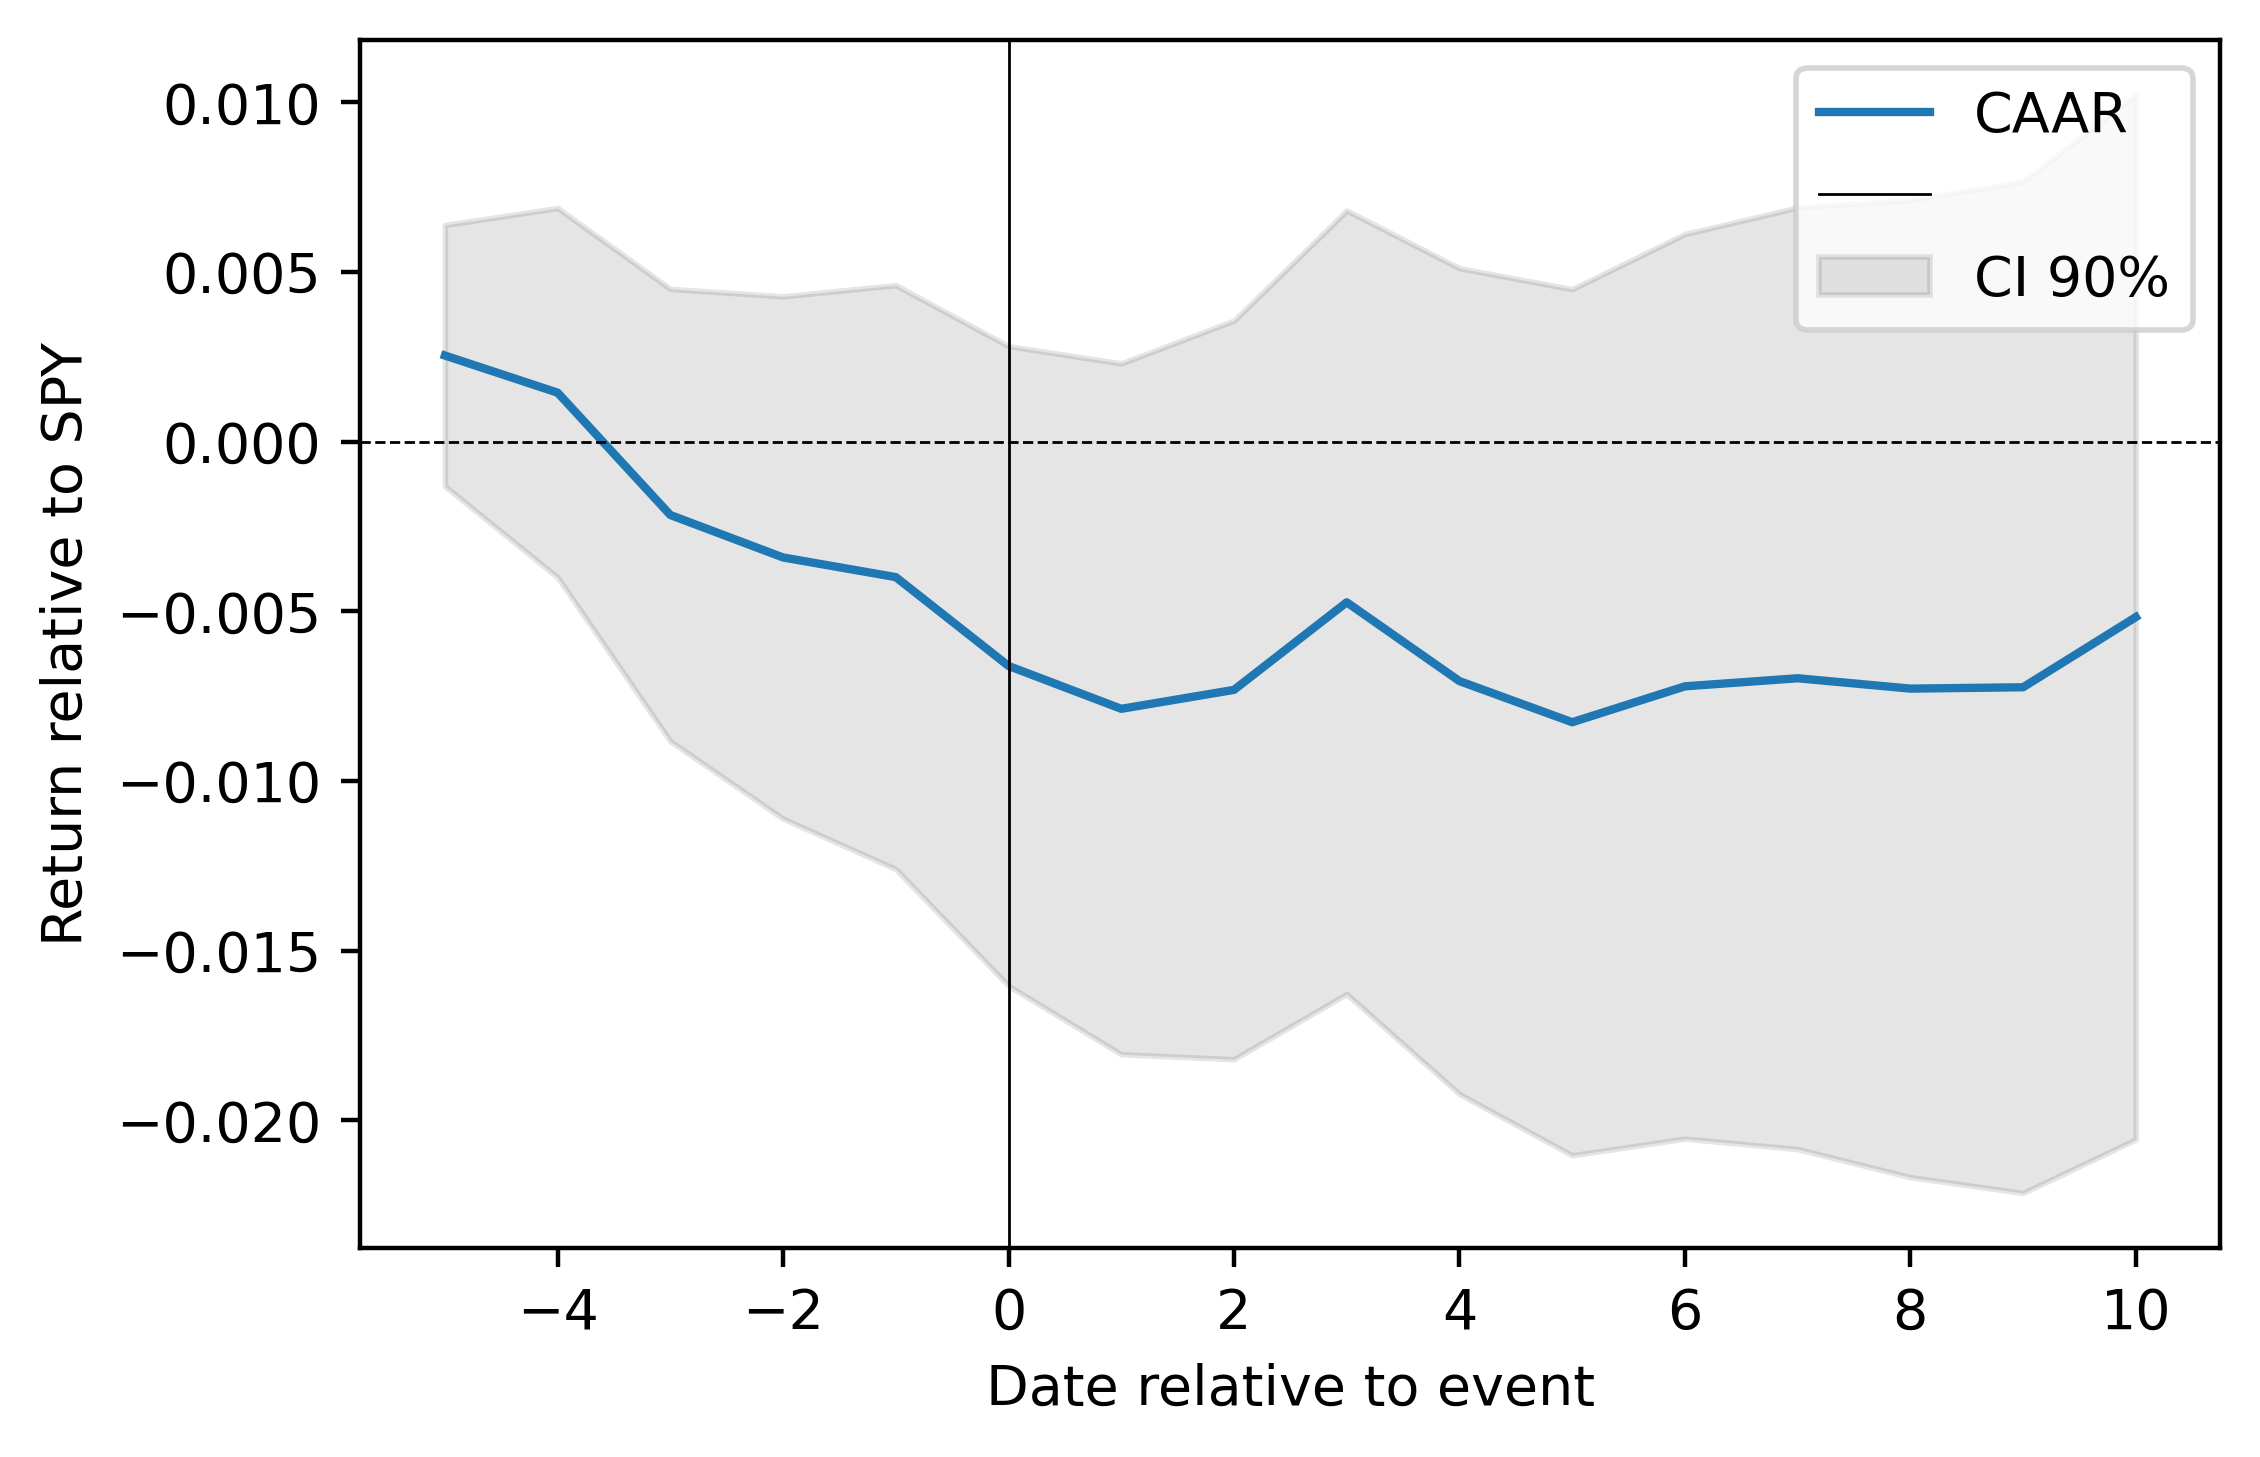 CAAR
CI 90%
0.010
0.005
0.000
−0.005
−0.010
−0.015
−0.020
Return relative to SPY
−4 −2 0 2 4 6 8 10
Date relative to event